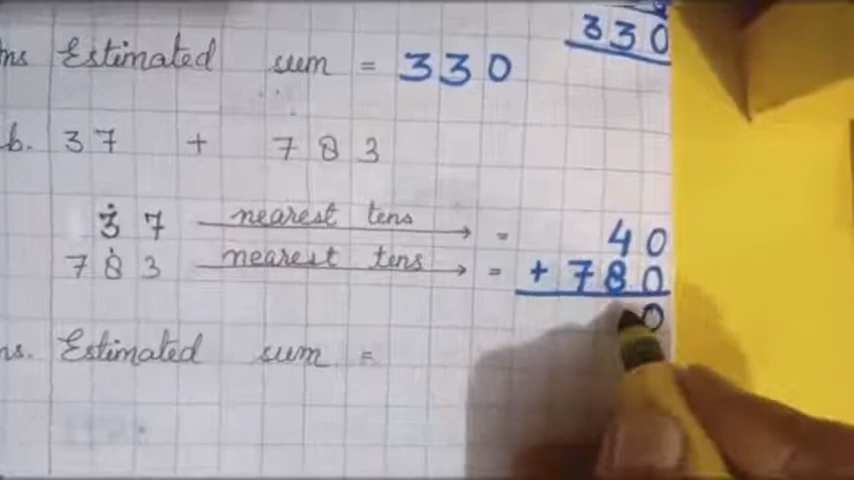 330
ns Estimated sum = 330
b. 37 + 783
37 nearest tens = 40
783 nearest tens = + 780
0
ns. Estimated sum =